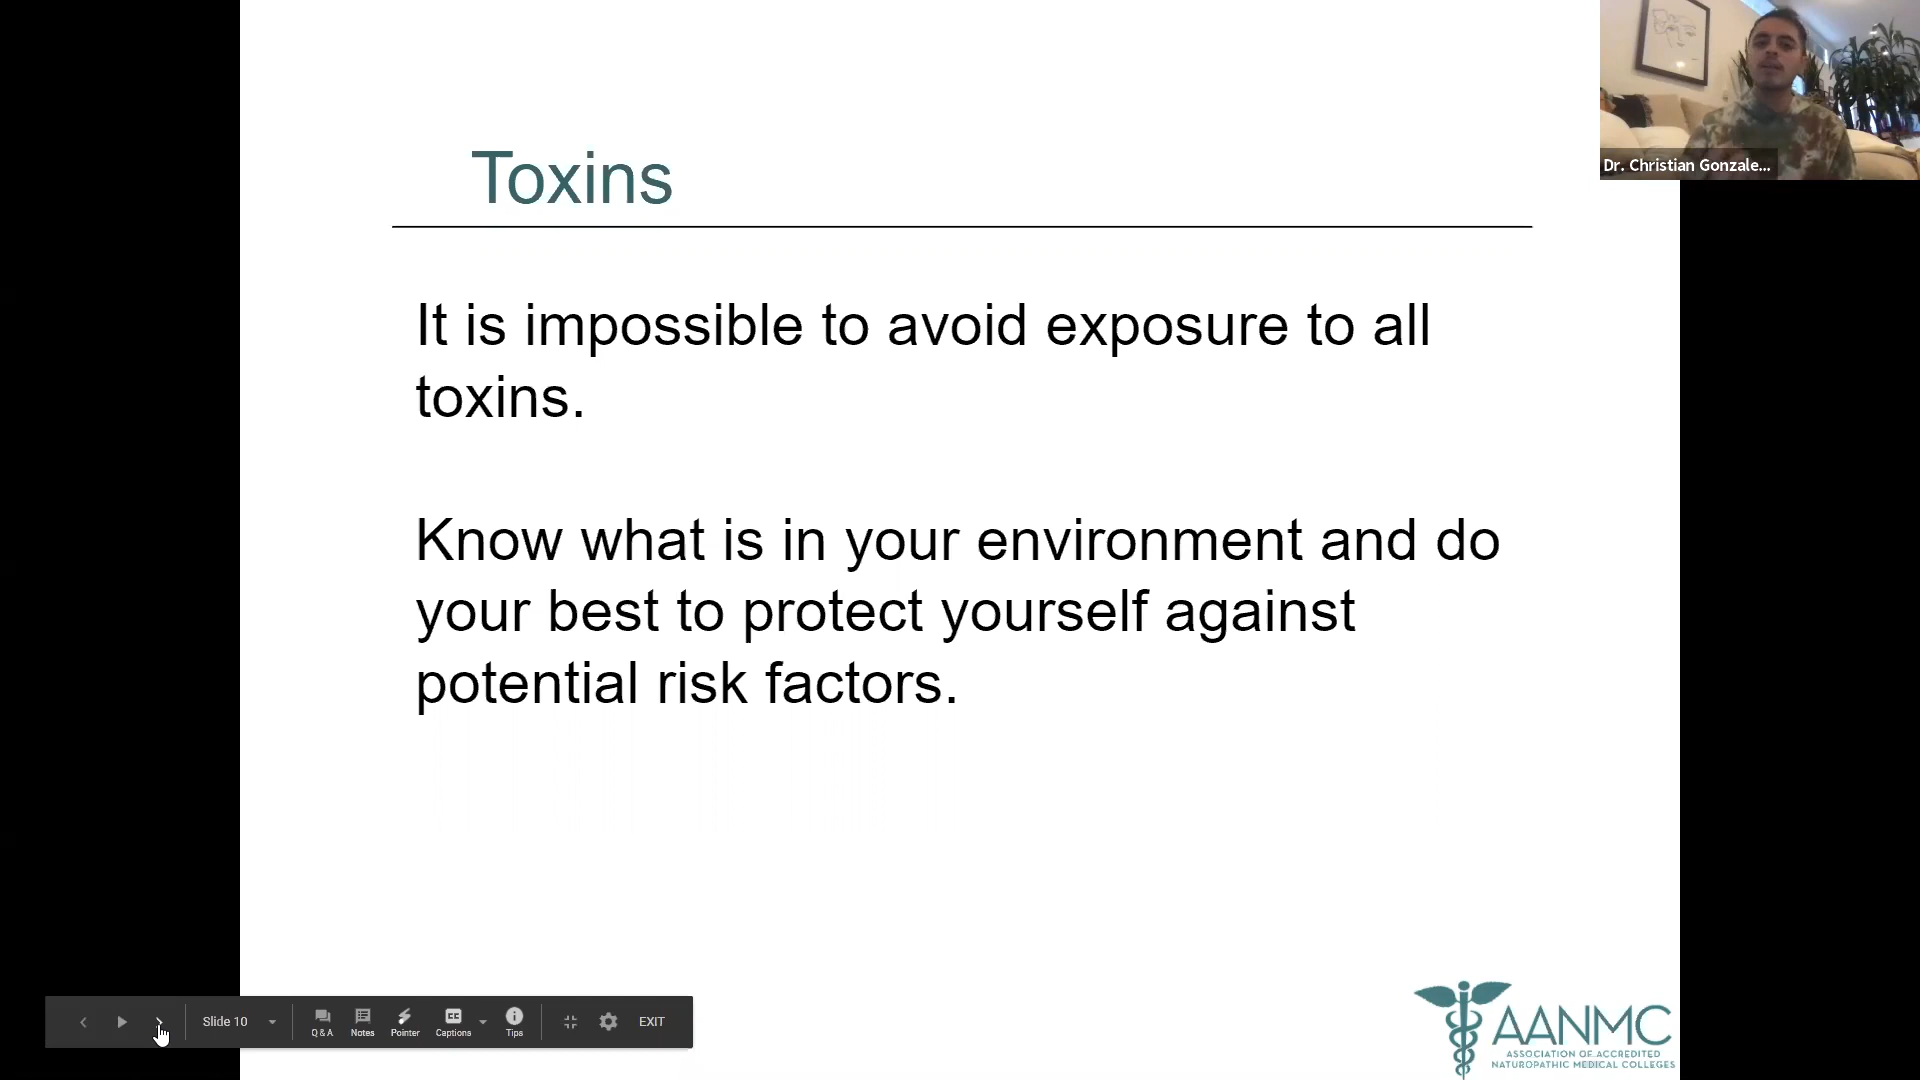 Toxins
Dr. Christian Gonzale...
It is impossible to avoid exposure to all
toxins.
Know what is in your environment and do
your best to protect yourself against
potential risk factors.
Slide 10
Q & A
Notes
Pointer
Captions
Tips
EXIT
AANMC
ASSOCIATION OF ACCREDITED
NATUROPATHIC MEDICAL COLLEGES